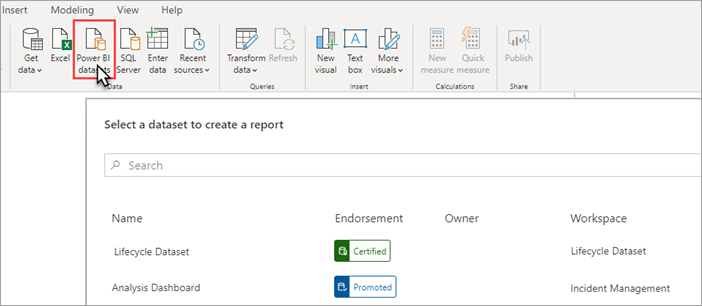 Insert Modeling View Help
Get data Excel Power BI datasets SQL Server Enter data Recent sources Transform data Refresh New visual Text box More visuals New measure Quick measure Publish
Data Queries Insert Calculations Share
Select a dataset to create a report
Search
Name Endorsement Owner Workspace
Lifecycle Dataset Certified Lifecycle Dataset
Analysis Dashboard Promoted Incident Management